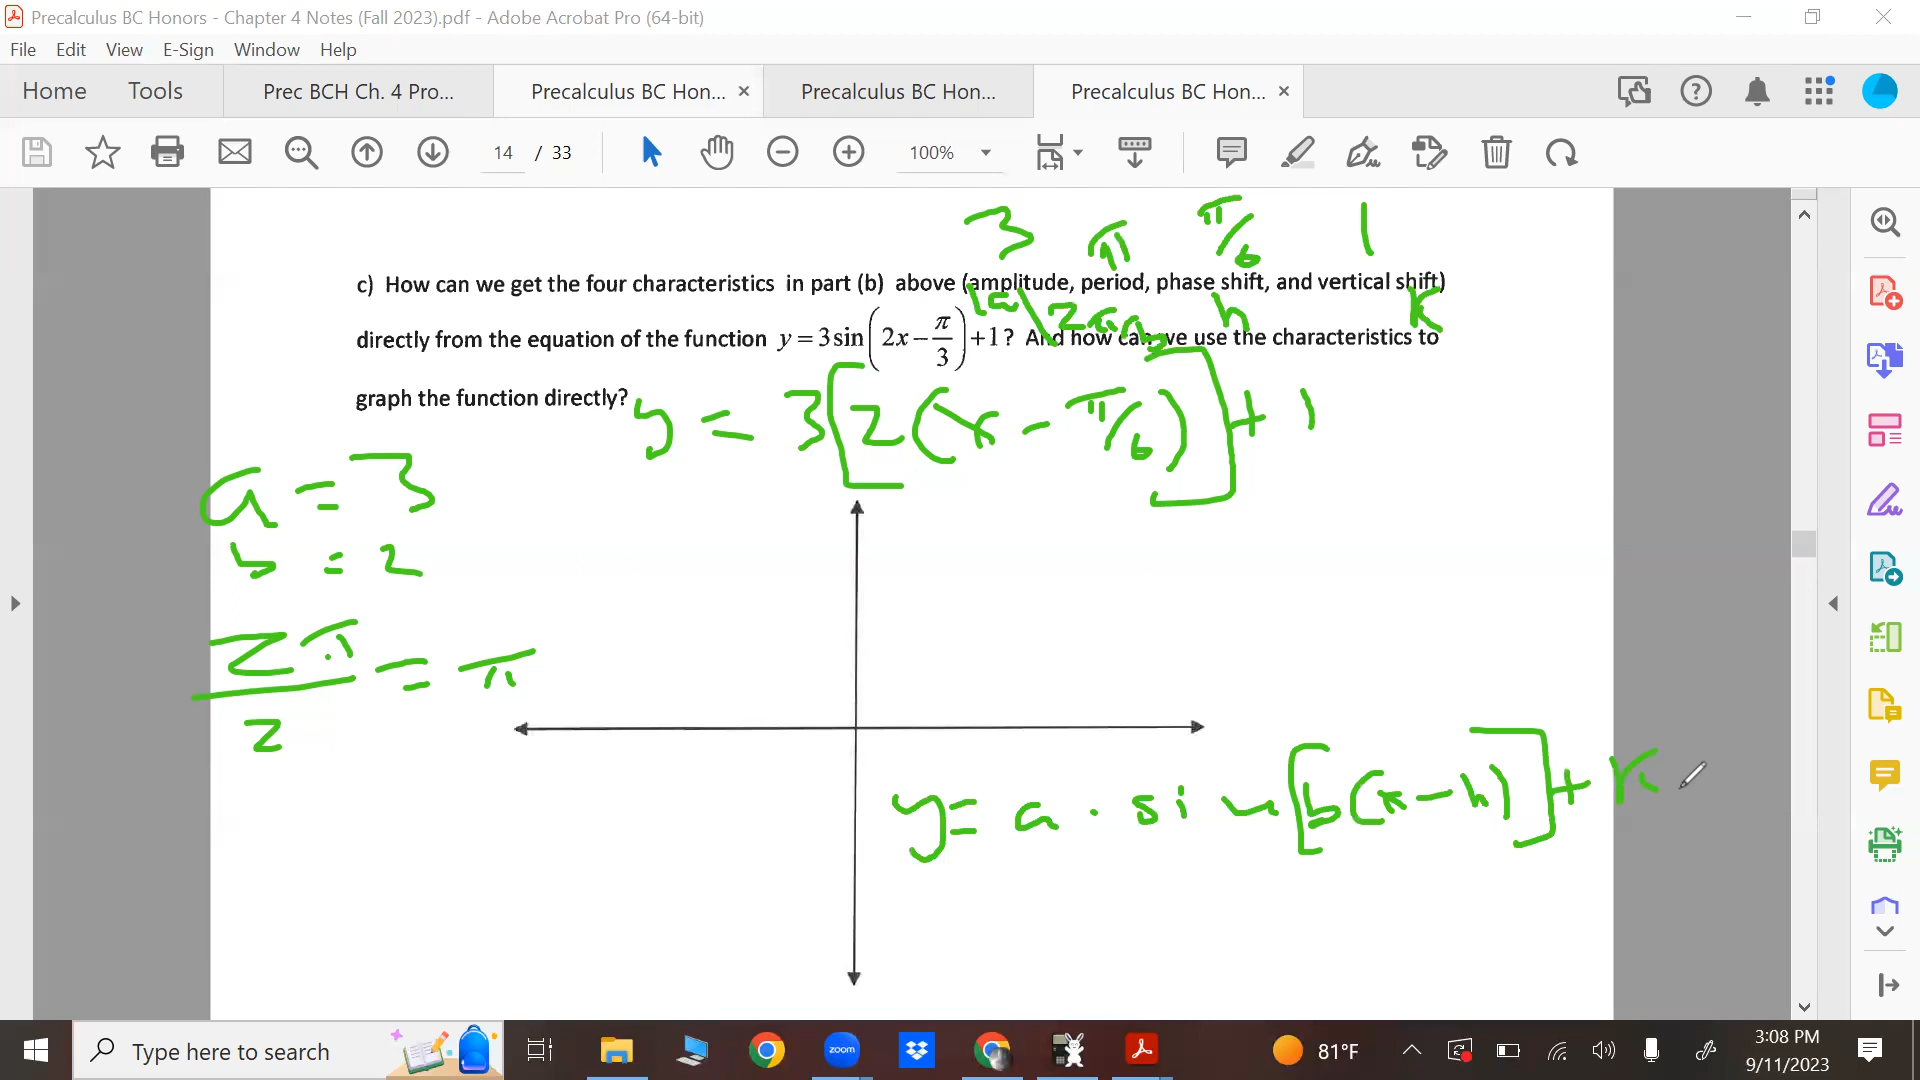 Precalculus BC Honors - Chapter 4 Notes (Fall 2023).pdf - Adobe Acrobat Pro (64-bit)
File Edit View E-Sign Window Help
Home Tools Prec BCH Ch. 4 Pro... Precalculus BC Hon... × Precalculus BC Hon... Precalculus BC Hon... ×
14 / 33 100%
3 π π/6 1
c) How can we get the four characteristics in part (b) above (amplitude, period, phase shift, and vertical shift)
|a| 2π/b h K
directly from the equation of the function y = 3 sin(2x − π/3) + 1? And how can we use the characteristics to
graph the function directly?
y = 3[2(x - π/6)] + 1
a = 3
b = 2
2π/2 = π
y = a · sin[b(x-h)] + K
Type here to search zoom 81°F 3:08 PM
9/11/2023